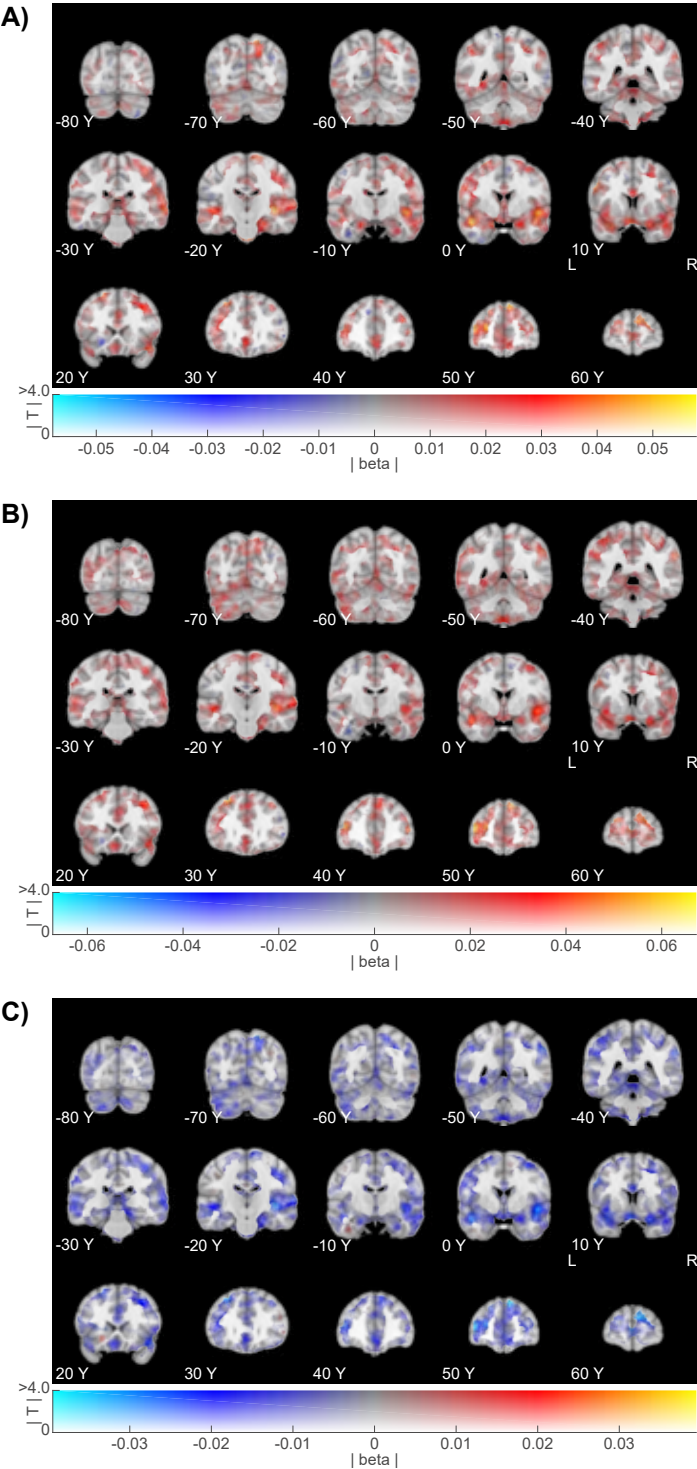 A)
-80 Y -70 Y -60 Y -50 Y -40 Y
-30 Y -20 Y -10 Y 0 Y 10 Y
L R
20 Y 30 Y 40 Y 50 Y 60 Y
>4.0
| T |
0
-0.05 -0.04 -0.03 -0.02 -0.01 0 0.01 0.02 0.03 0.04 0.05
| beta |
B)
-80 Y -70 Y -60 Y -50 Y -40 Y
-30 Y -20 Y -10 Y 0 Y 10 Y
L R
20 Y 30 Y 40 Y 50 Y 60 Y
>4.0
| T |
0
-0.06 -0.04 -0.02 0 0.02 0.04 0.06
| beta |
C)
-80 Y -70 Y -60 Y -50 Y -40 Y
-30 Y -20 Y -10 Y 0 Y 10 Y
L R
20 Y 30 Y 40 Y 50 Y 60 Y
>4.0
| T |
0
-0.03 -0.02 -0.01 0 0.01 0.02 0.03
| beta |